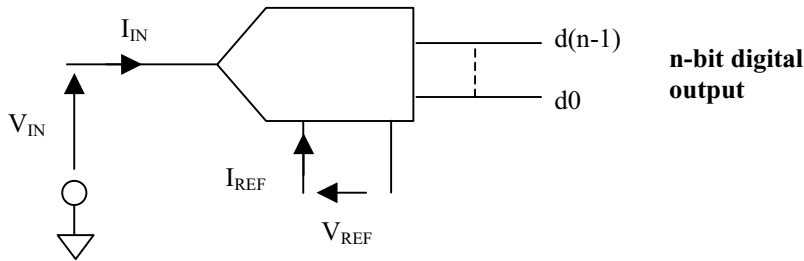 I_IN
d(n-1)
n-bit digital
output
d0
V_IN
I_REF
V_REF